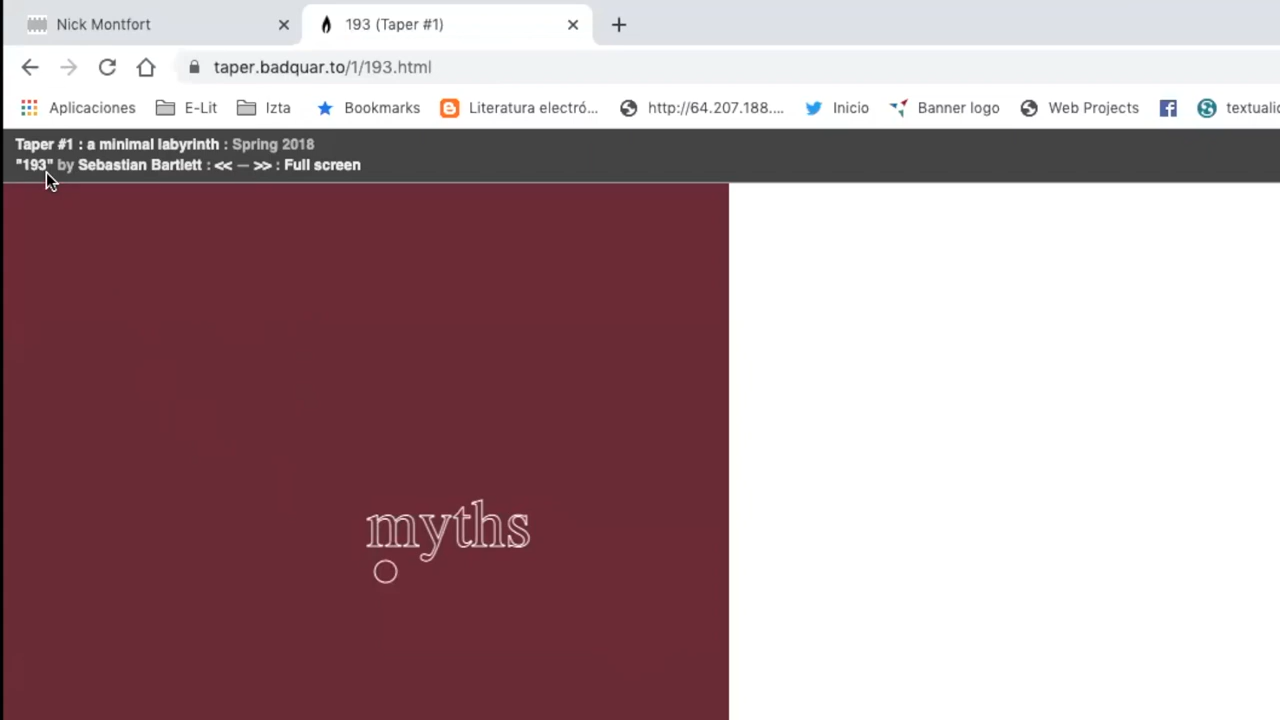 Nick Montfort
193 (Taper #1)
taper.badquar.to/1/193.html
Aplicaciones E-Lit Izta Bookmarks Literatura electró... http://64.207.188.... Inicio Banner logo Web Projects textualid
Taper #1 : a minimal labyrinth : Spring 2018
"193" by Sebastian Bartlett : << — >> : Full screen
myths